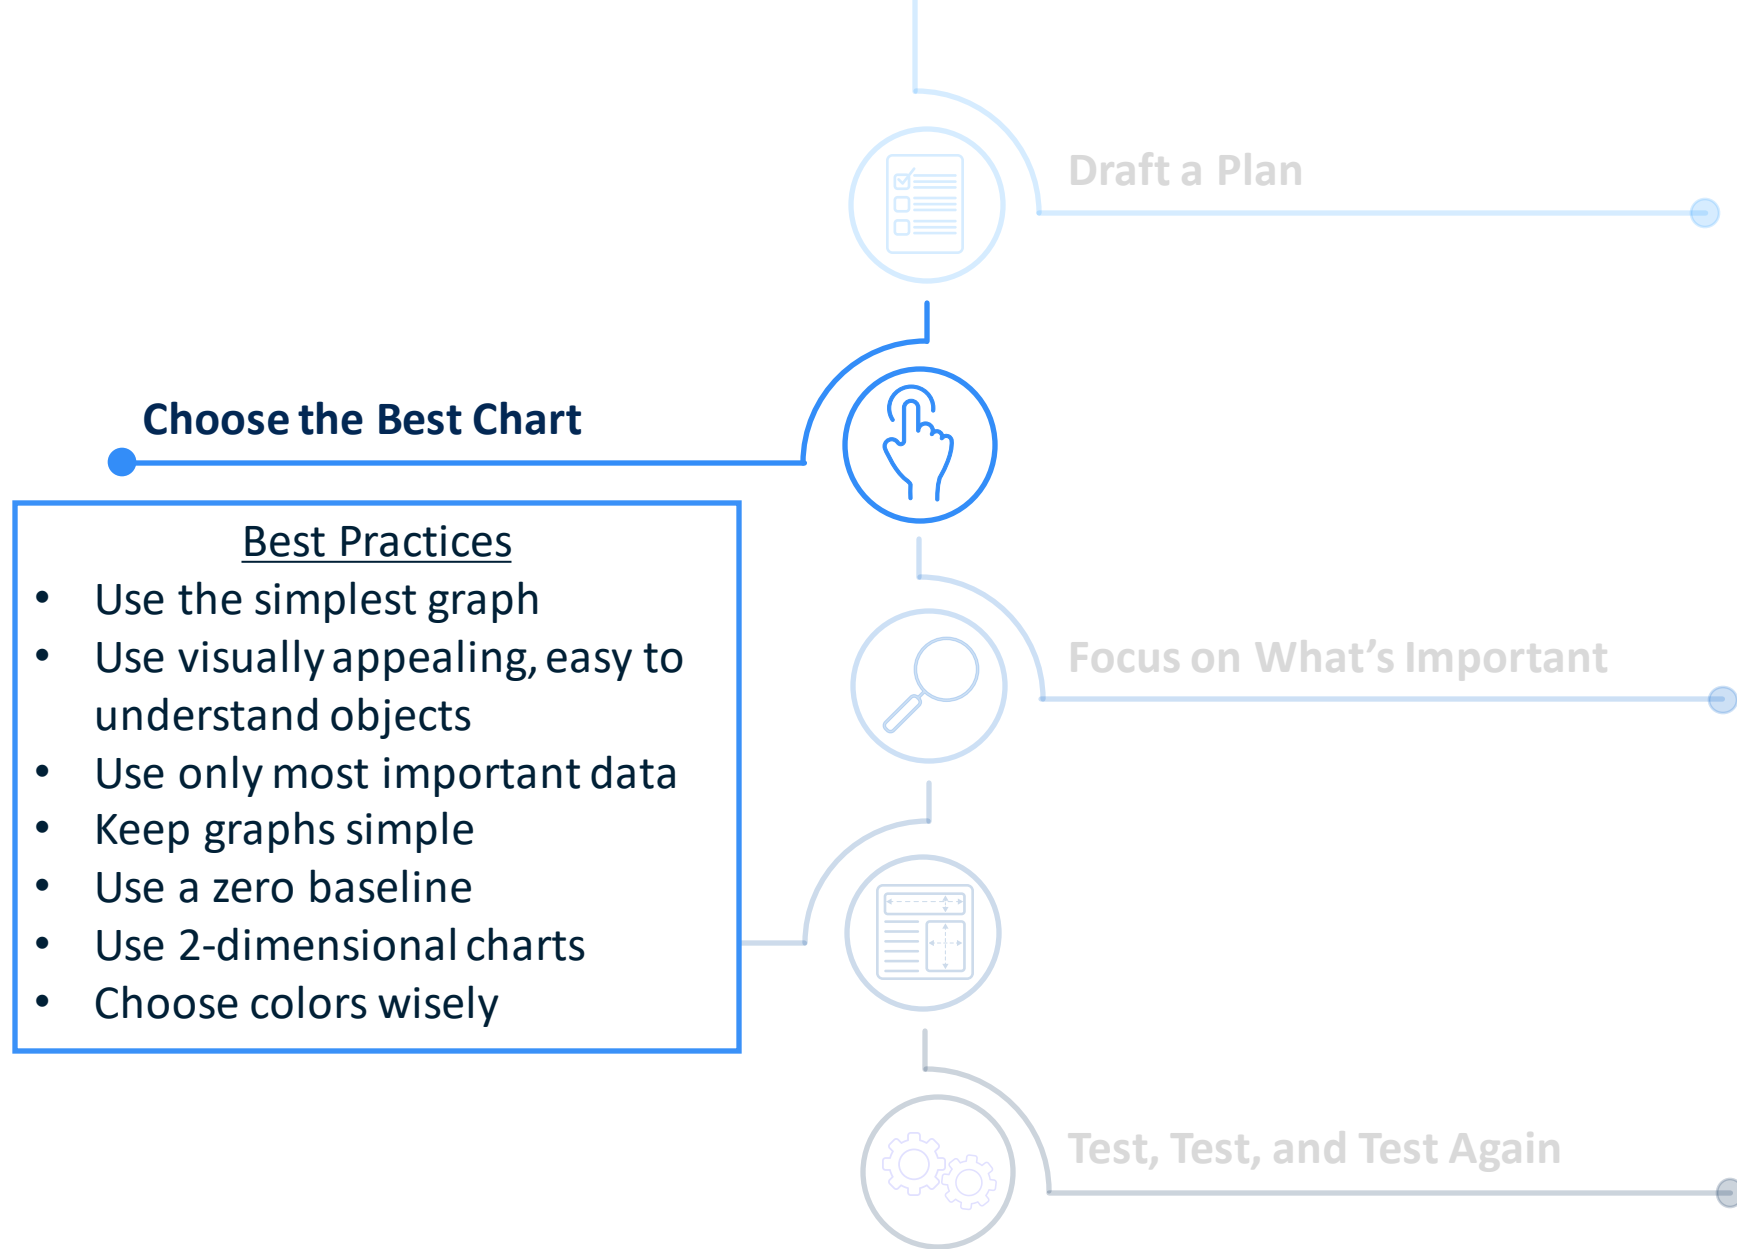 Draft a Plan
Choose the Best Chart
Best Practices
• Use the simplest graph
• Use visually appealing, easy to
understand objects
• Use only most important data
• Keep graphs simple
• Use a zero baseline
• Use 2-dimensional charts
• Choose colors wisely
Focus on What's Important
Test, Test, and Test Again